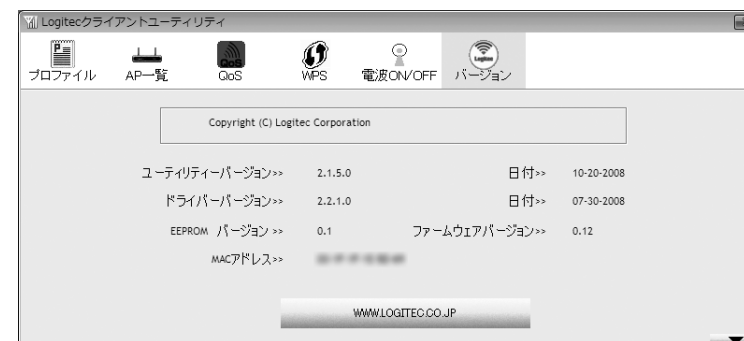 Logitecクライアントユーティリティ
プロファイル AP一覧 QoS WPS 電波ON/OFF バージョン
Copyright (C) Logitec Corporation
ユーティリティーバージョン>> 2.1.5.0 日付>> 10-20-2008
ドライバーバージョン>> 2.2.1.0 日付>> 07-30-2008
EEPROM バージョン >> 0.1 ファームウェアバージョン>> 0.12
MACアドレス>>
WWW.LOGITEC.CO.JP